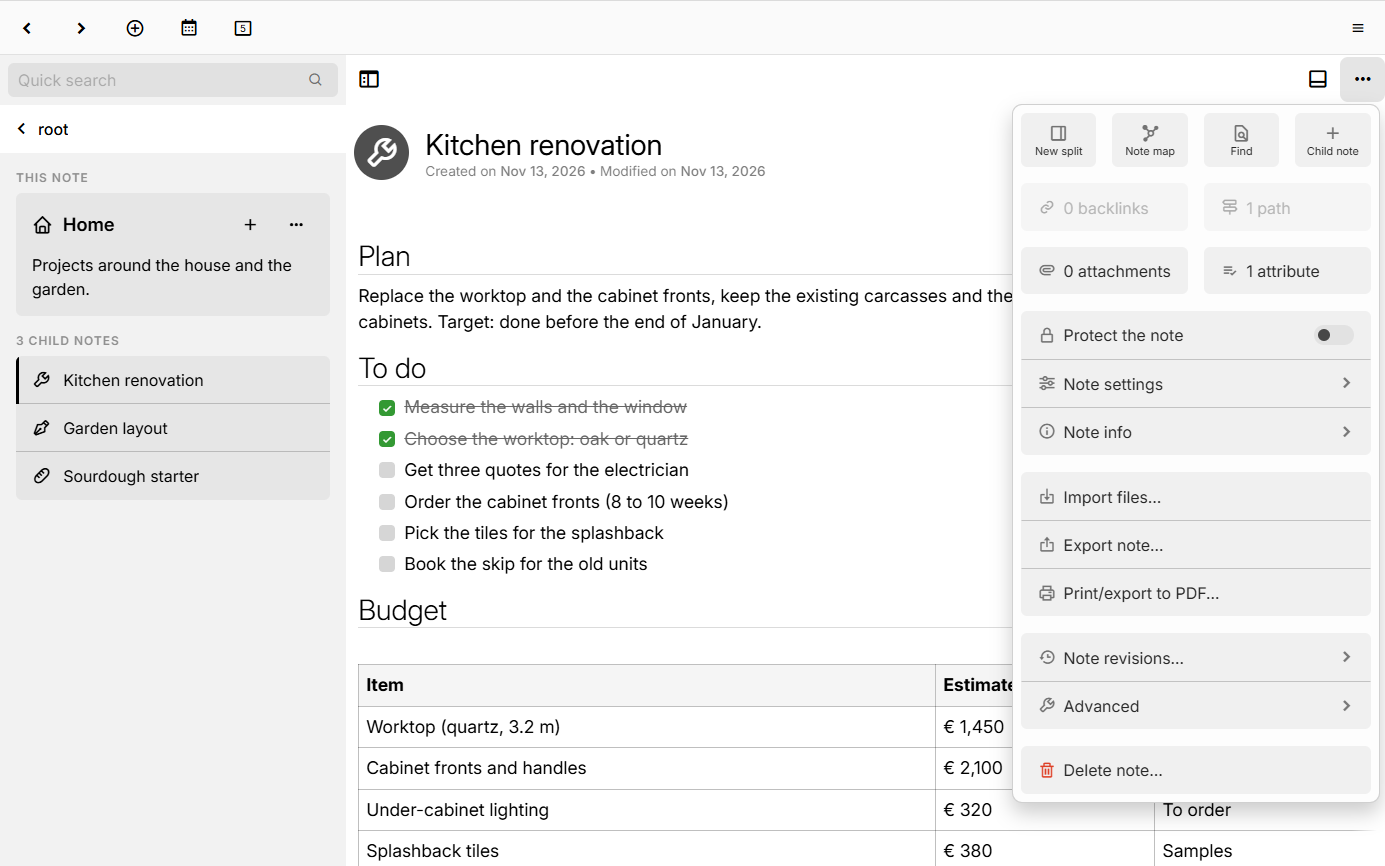 5
Quick search
root
THIS NOTE
Home
Projects around the house and the
garden.
3 CHILD NOTES
Kitchen renovation
Garden layout
Sourdough starter
Kitchen renovation
Created on Nov 13, 2026 • Modified on Nov 13, 2026
Plan
Replace the worktop and the cabinet fronts, keep the existing carcasses and the
cabinets. Target: done before the end of January.
To do
Measure the walls and the window
Choose the worktop: oak or quartz
Get three quotes for the electrician
Order the cabinet fronts (8 to 10 weeks)
Pick the tiles for the splashback
Book the skip for the old units
Budget
Item Estimate
Worktop (quartz, 3.2 m) € 1,450
Cabinet fronts and handles € 2,100
Under-cabinet lighting € 320 To order
Splashback tiles € 380 Samples
New split Note map Find Child note
0 backlinks 1 path
0 attachments 1 attribute
Protect the note
Note settings
Note info
Import files...
Export note...
Print/export to PDF...
Note revisions...
Advanced
Delete note...